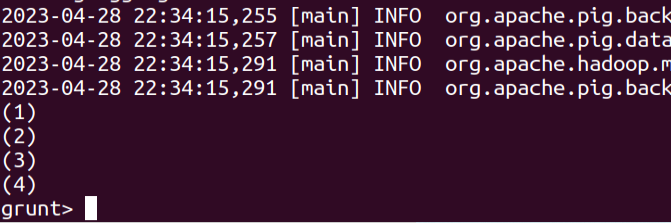 2023-04-28 22:34:15,255 [main] INFO  org.apache.pig.back
2023-04-28 22:34:15,257 [main] INFO  org.apache.pig.data
2023-04-28 22:34:15,291 [main] INFO  org.apache.hadoop.m
2023-04-28 22:34:15,291 [main] INFO  org.apache.pig.back
(1)
(2)
(3)
(4)
grunt>